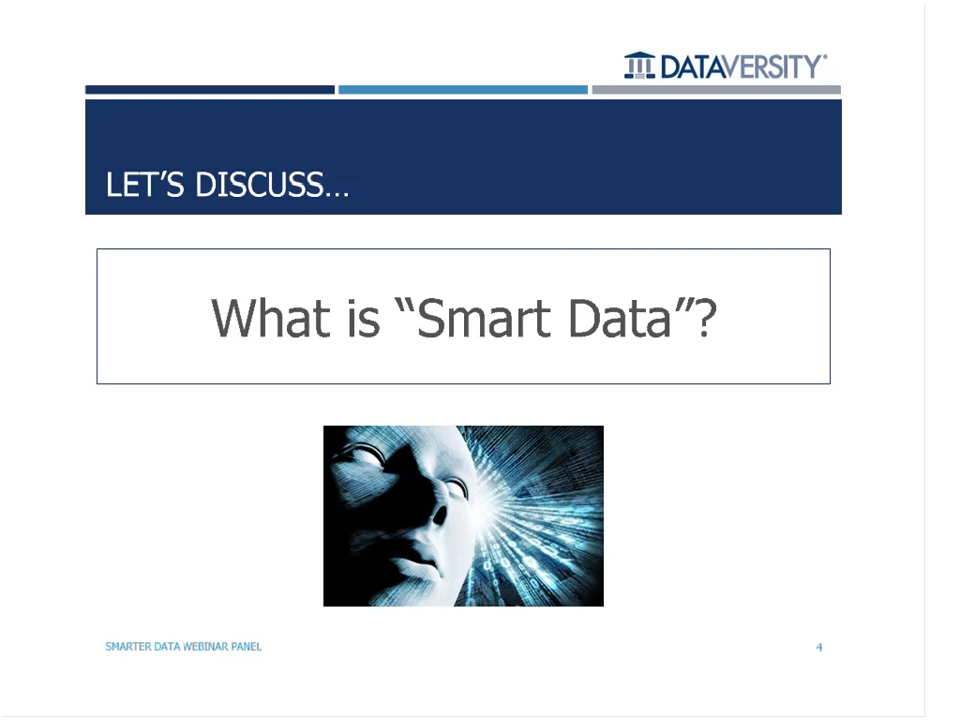 DATAVERSITY
LET’S DISCUSS…
What is “Smart Data”?
SMARTER DATA WEBINAR PANEL
4